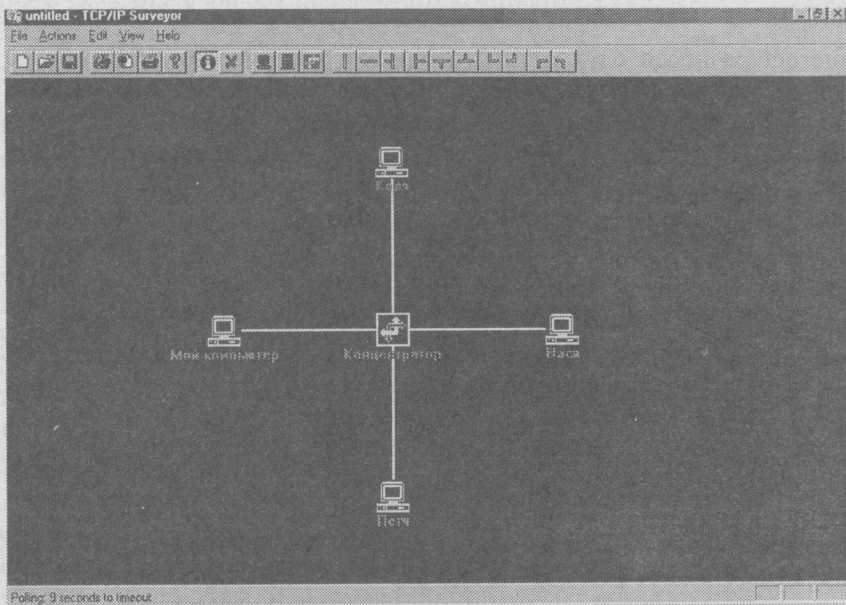 untitled - TCP/IP Surveyor
File Actions Edit View Help
Коля
Мой компьютер
Концентратор
Вася
Петя
Polling: 9 seconds to timeout